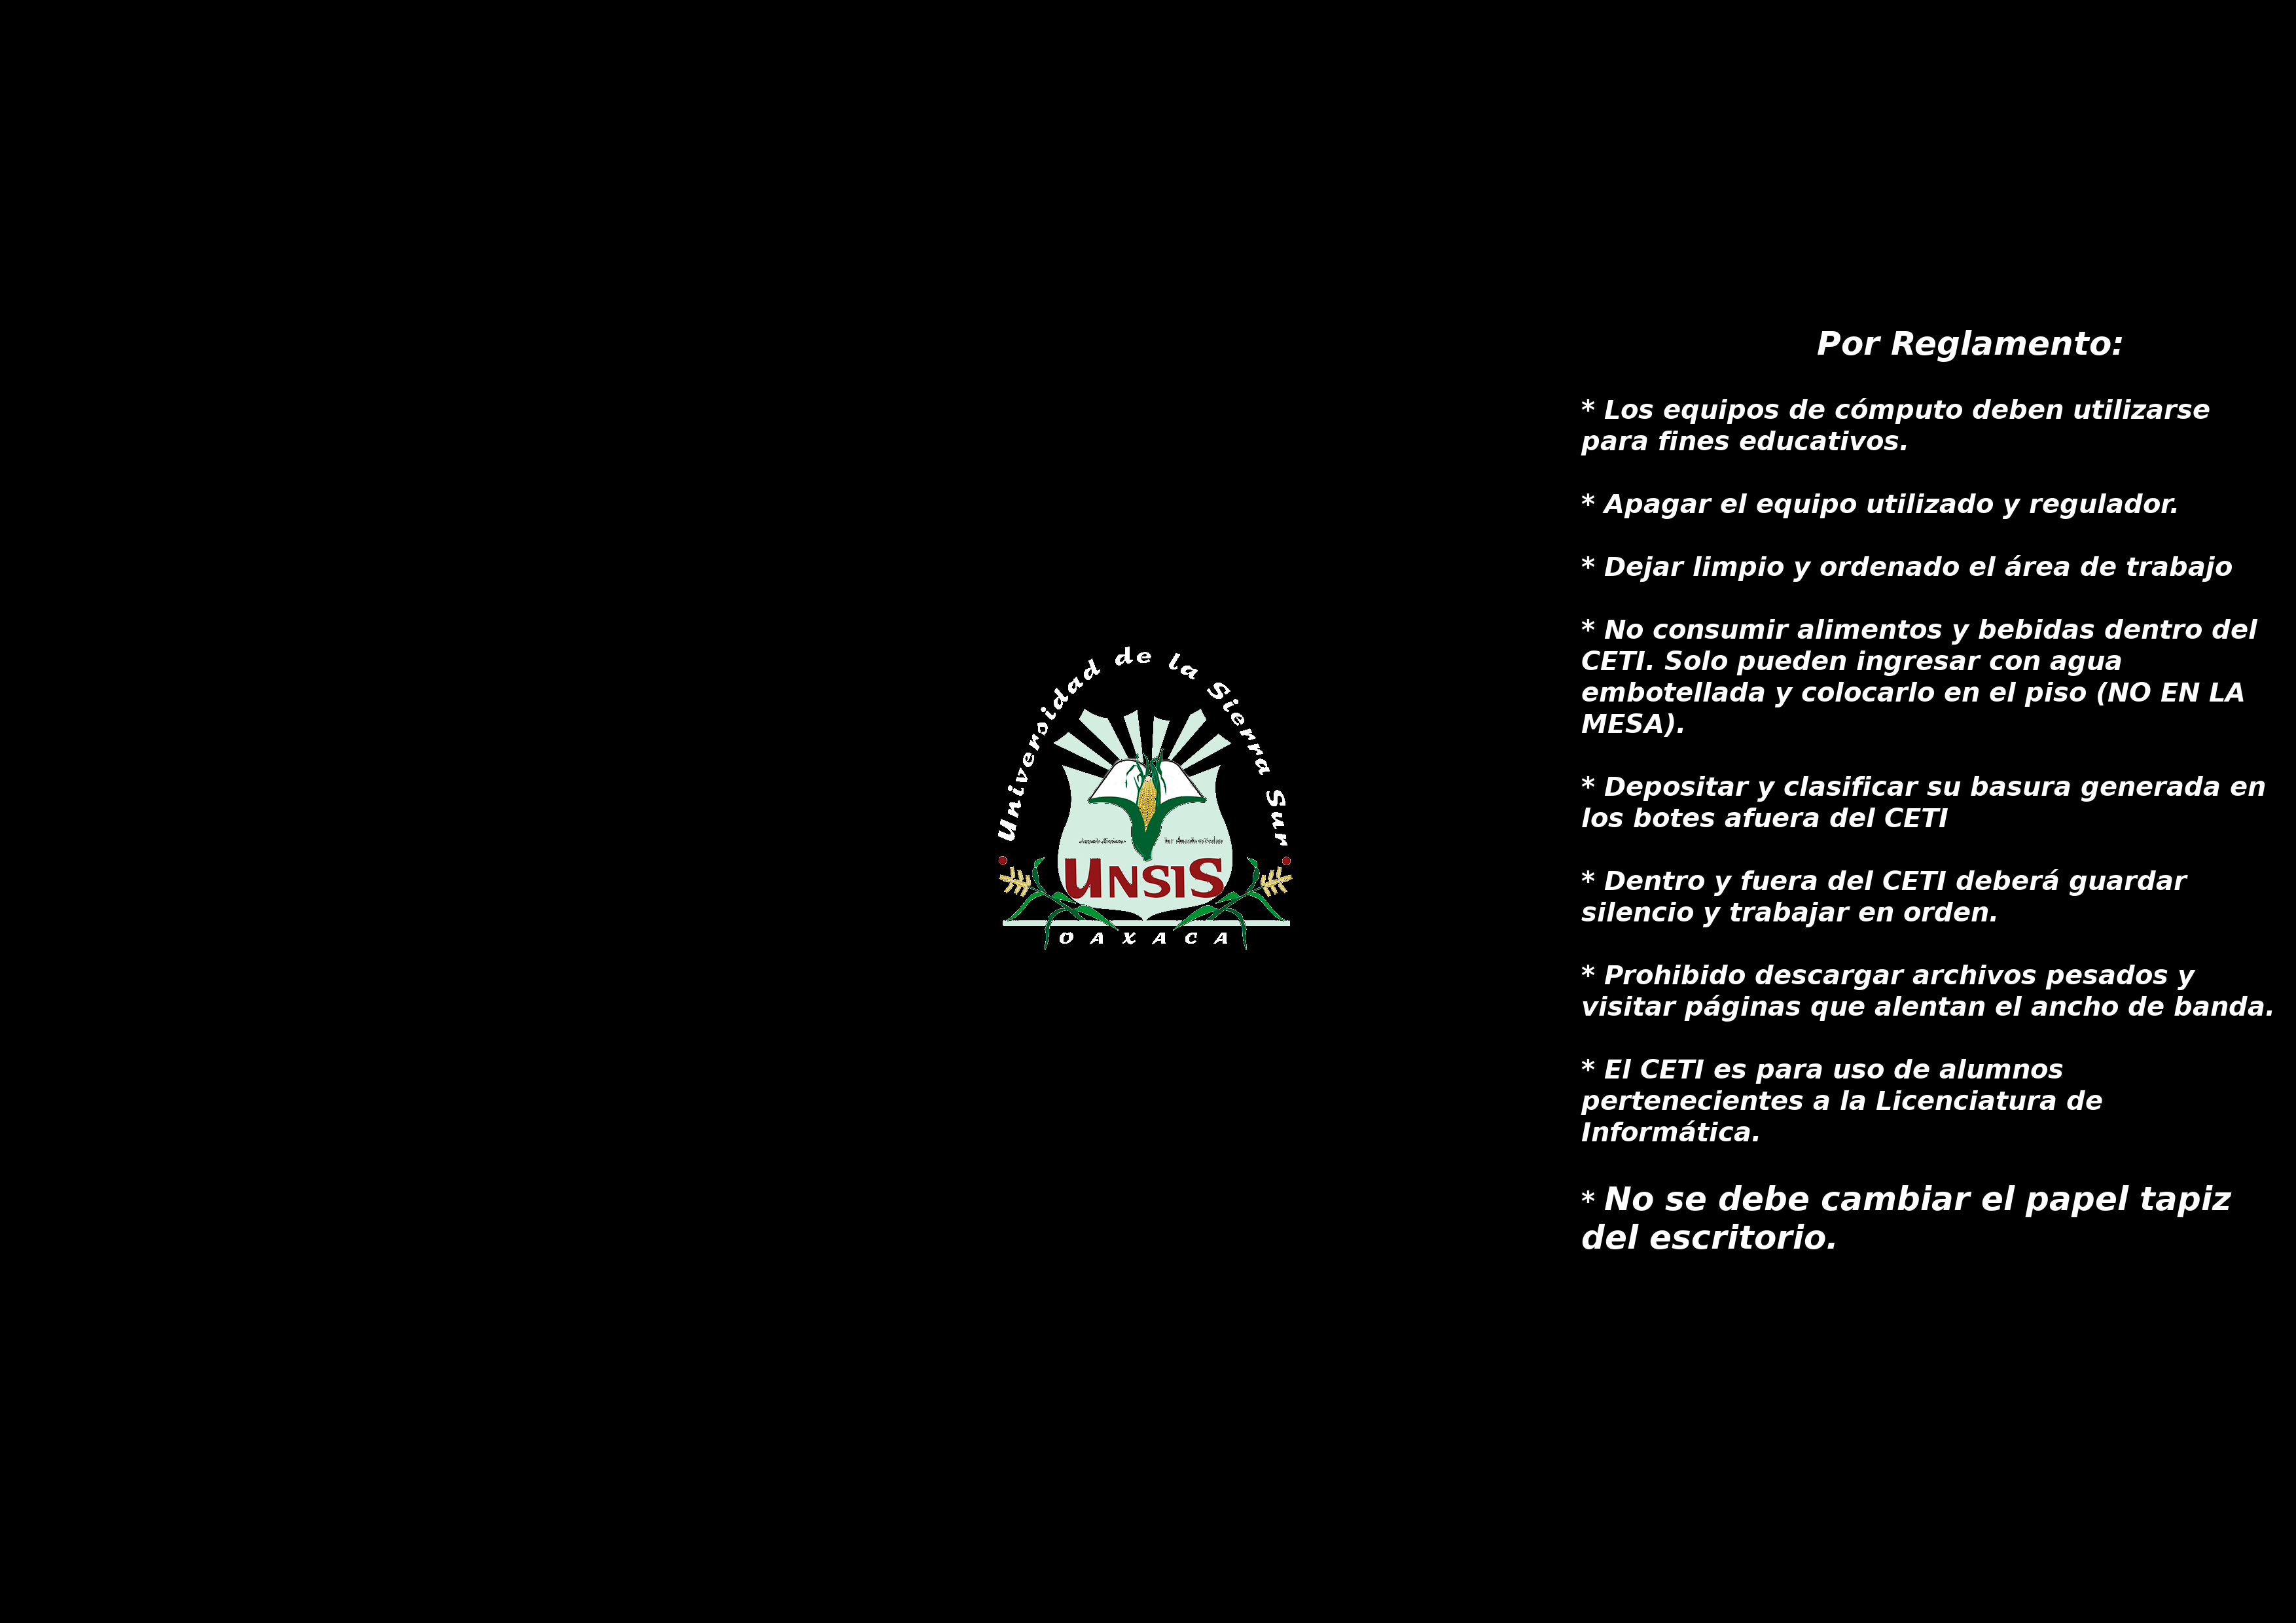 Universidad de la Sierra Sur
UNSIS
OAXACA
Por Reglamento:
* Los equipos de cómputo deben utilizarse
para fines educativos.
* Apagar el equipo utilizado y regulador.
* Dejar limpio y ordenado el área de trabajo
* No consumir alimentos y bebidas dentro del
CETI. Solo pueden ingresar con agua
embotellada y colocarlo en el piso (NO EN LA
MESA).
* Depositar y clasificar su basura generada en
los botes afuera del CETI
* Dentro y fuera del CETI deberá guardar
silencio y trabajar en orden.
* Prohibido descargar archivos pesados y
visitar páginas que alentan el ancho de banda.
* El CETI es para uso de alumnos
pertenecientes a la Licenciatura de
Informática.
* No se debe cambiar el papel tapiz
del escritorio.